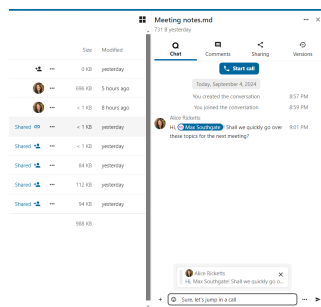 Meeting notes.md
731 B yesterday
Chat
Comments
Sharing
Versions
Size Modified
0 KB yesterday
696 KB 5 hours ago
< 1 KB 8 hours ago
Shared < 1 KB yesterday
Shared < 1 KB yesterday
Shared 84 KB yesterday
Shared 112 KB yesterday
Shared 94 KB yesterday
988 KB
Start call
Today, September 4, 2024
You created the conversation 8:57 PM
You joined the conversation 8:59 PM
Alice Ricketts
Hi, Max Southgate! Shall we quickly go over 9:01 PM
these topics for the next meeting?
Alice Ricketts
Hi, Max Southgate! Shall we quickly go o...
Sure, let's jump in a call